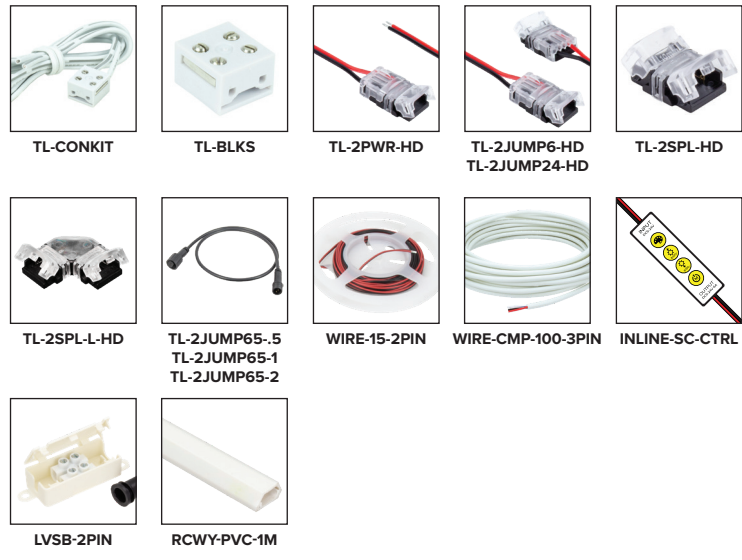 TL-CONKIT
TL-BLKS
TL-2PWR-HD
TL-2JUMP6-HD
TL-2JUMP24-HD
TL-2SPL-HD
TL-2SPL-L-HD
TL-2JUMP65-.5
TL-2JUMP65-1
TL-2JUMP65-2
WIRE-15-2PIN
WIRE-CMP-100-3PIN
INPUT
OUTPUT
INLINE-SC-CTRL
LVSB-2PIN
RCWY-PVC-1M